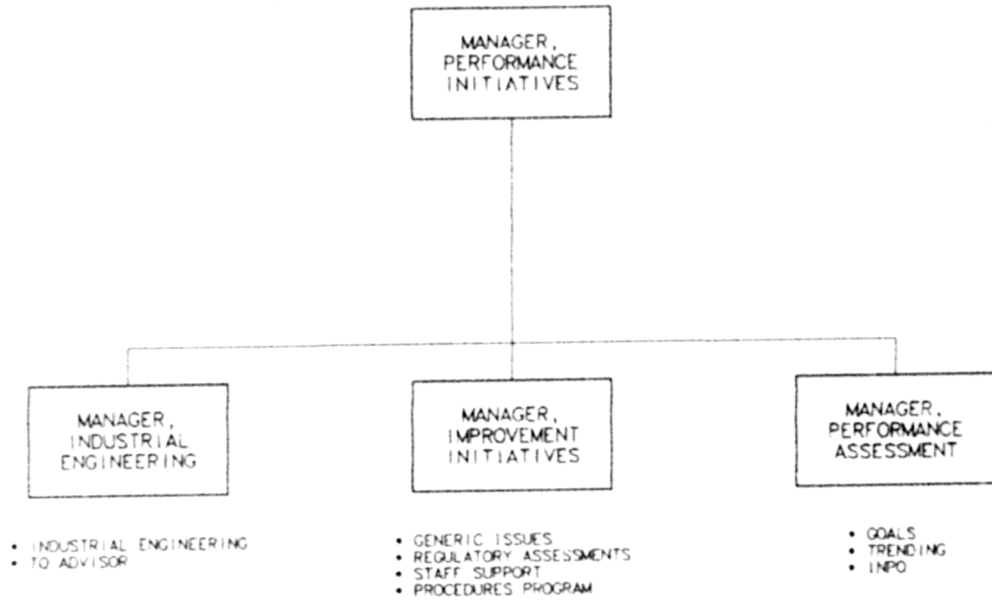 MANAGER,
PERFORMANCE
INITIATIVES
MANAGER,
INDUSTRIAL
ENGINEERING
MANAGER,
IMPROVEMENT
INITIATIVES
MANAGER,
PERFORMANCE
ASSESSMENT
• INDUSTRIAL ENGINEERING
• TO ADVISOR
• GENERIC ISSUES
• REGULATORY ASSESSMENTS
• STAFF SUPPORT
• PROCEDURES PROGRAM
• GOALS
• TRENDING
• INPO